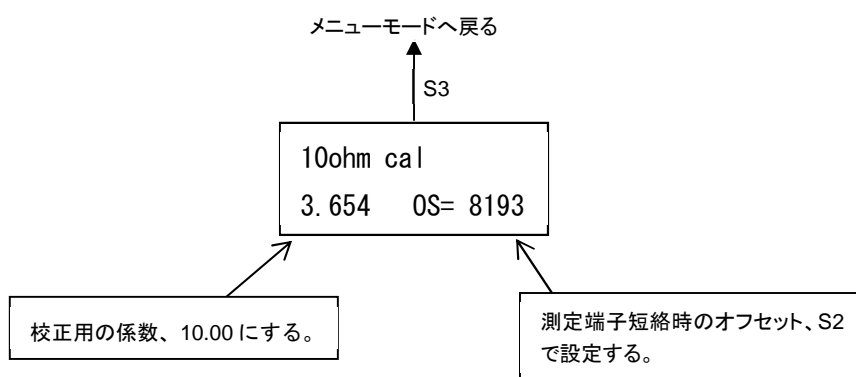 メニューモードへ戻る
S3
10ohm cal
3.654 OS= 8193
校正用の係数、10.00 にする。
測定端子短絡時のオフセット、S2
で設定する。